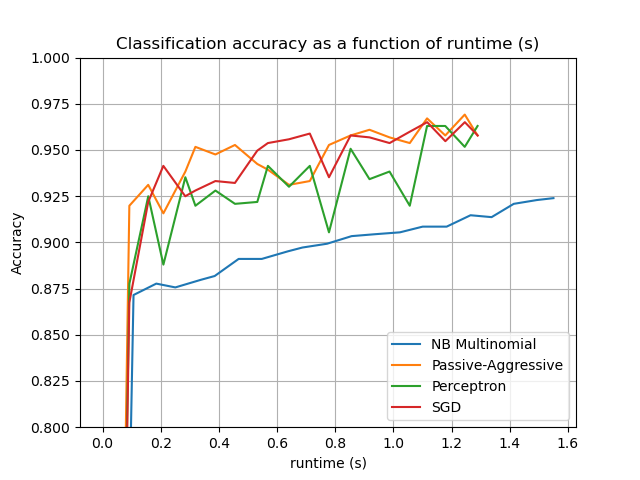 Classification accuracy as a function of runtime (s)
1.000
0.975
0.950
0.925
0.900
0.875
0.850
0.825
0.800
Accuracy
NB Multinomial
Passive-Aggressive
Perceptron
SGD
0.0 0.2 0.4 0.6 0.8 1.0 1.2 1.4 1.6
runtime (s)